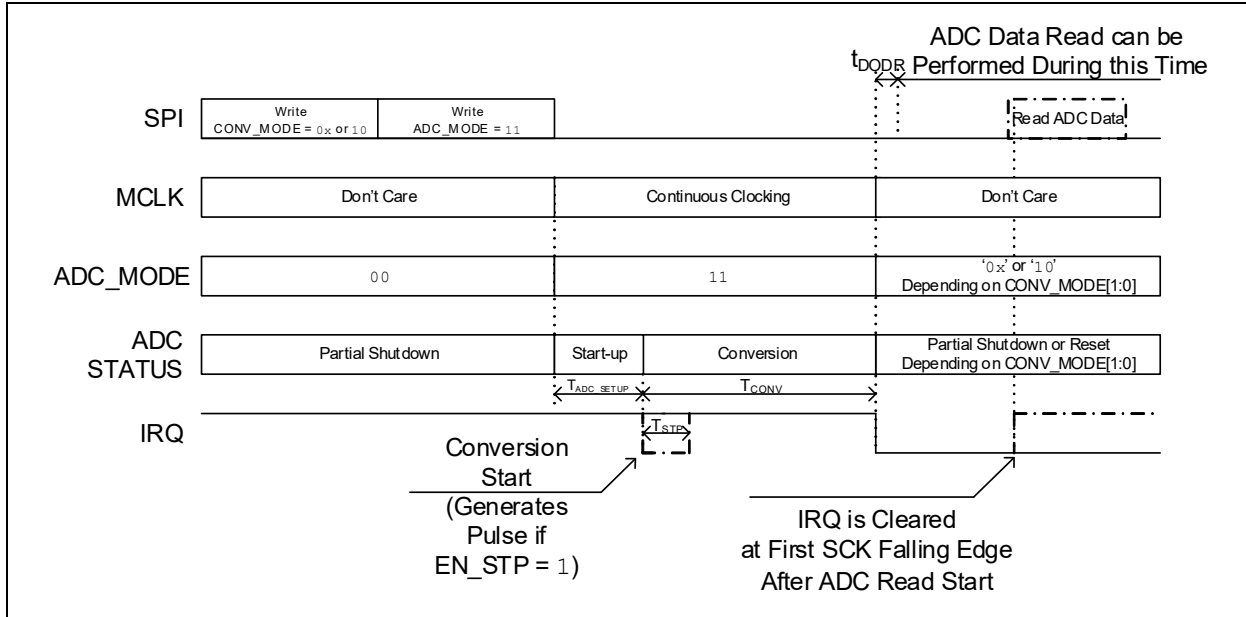 ADC Data Read can be
tDODR Performed During this Time
SPI
Write
CONV_MODE = 0x or 10
Write
ADC_MODE = 11
Read ADC Data
MCLK
Don't Care
Continuous Clocking
Don't Care
ADC_MODE
00
11
'0x' or '10'
Depending on CONV_MODE[1:0]
ADC
STATUS
Partial Shutdown
Start-up
Conversion
Partial Shutdown or Reset
Depending on CONV_MODE[1:0]
TADC_SETUP
TCONV
IRQ
TSTP
Conversion
Start
(Generates
Pulse if
EN_STP = 1)
IRQ is Cleared
at First SCK Falling Edge
After ADC Read Start